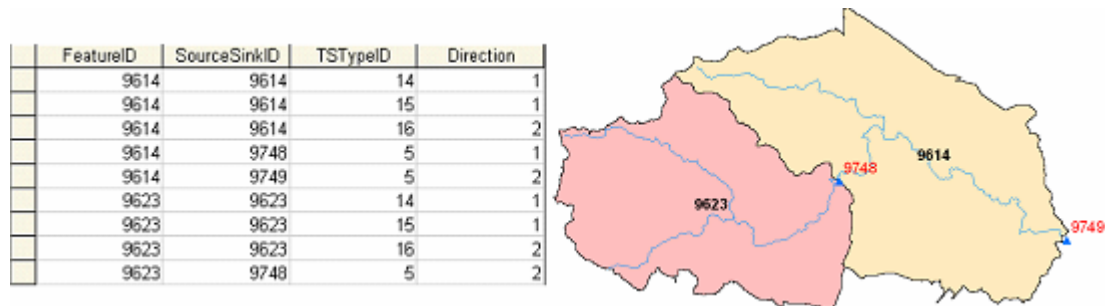 FeatureID SourceSinkID TSTypeID Direction
9614 9614 14 1
9614 9614 15 1
9614 9614 16 2
9614 9748 5 1
9614 9749 5 2
9623 9623 14 1
9623 9623 15 1
9623 9623 16 2
9623 9748 5 2
9614
9748
9623
9749